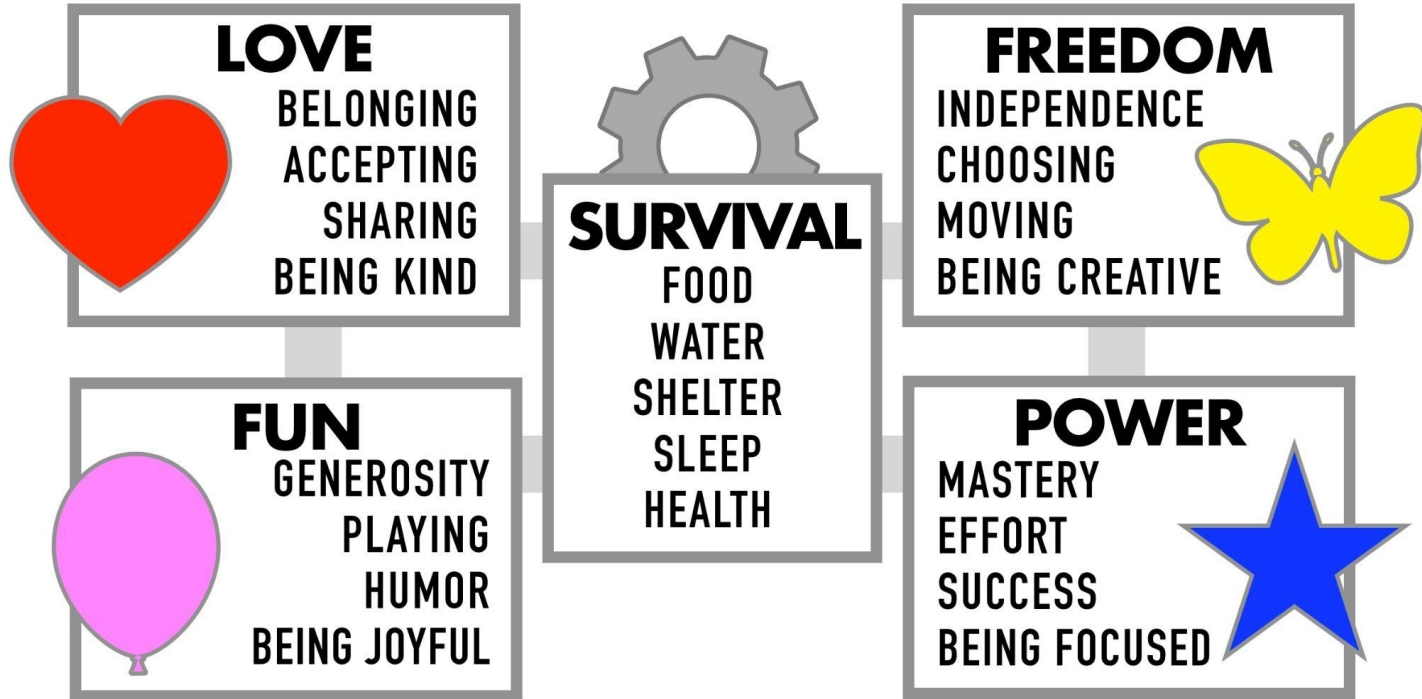 LOVE
BELONGING
ACCEPTING
SHARING
BEING KIND
SURVIVAL
FOOD
WATER
SHELTER
SLEEP
HEALTH
FREEDOM
INDEPENDENCE
CHOOSING
MOVING
BEING CREATIVE
FUN
GENEROSITY
PLAYING
HUMOR
BEING JOYFUL
POWER
MASTERY
EFFORT
SUCCESS
BEING FOCUSED